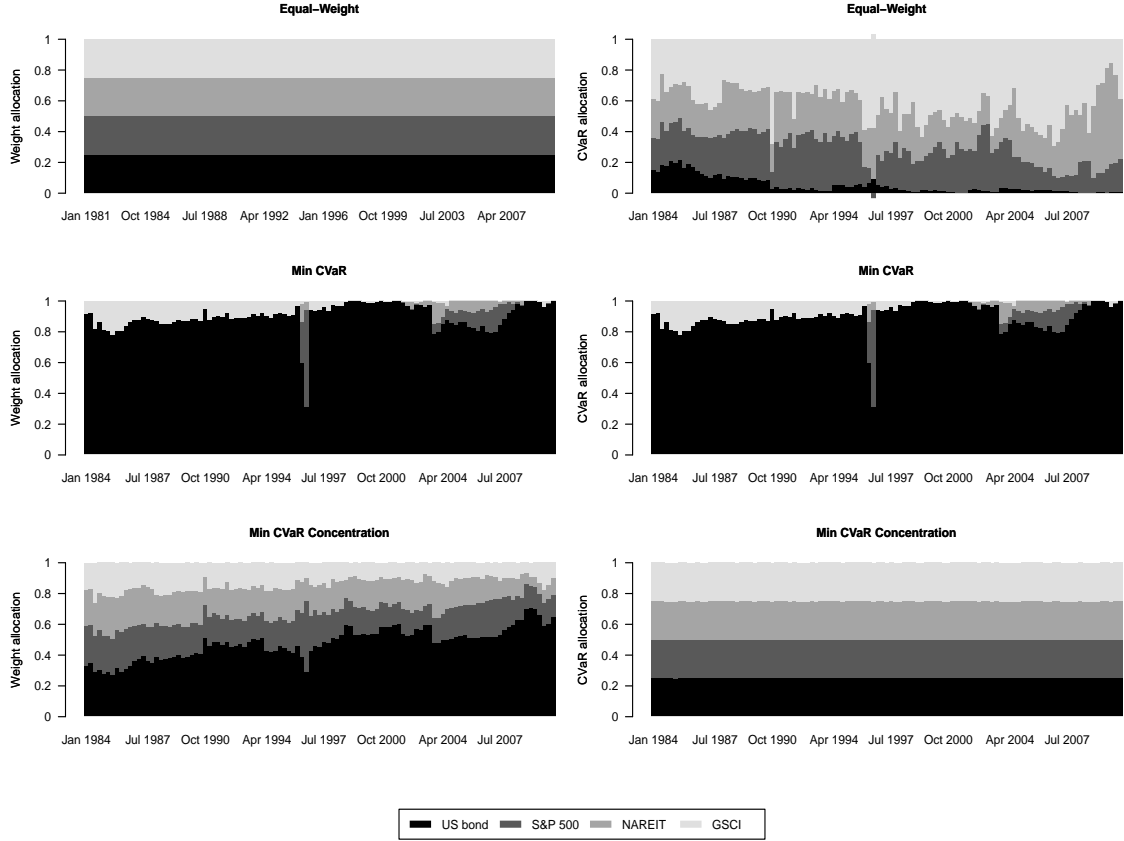 Equal−Weight
Weight allocation
1
0.8
0.6
0.4
0.2
0
Jan 1981 Oct 1984 Jul 1988 Apr 1992 Jan 1996 Oct 1999 Jul 2003 Apr 2007
Equal−Weight
CVaR allocation
1
0.8
0.6
0.4
0.2
0
Jan 1984 Jul 1987 Oct 1990 Apr 1994 Jul 1997 Oct 2000 Apr 2004 Jul 2007
Min CVaR
Weight allocation
1
0.8
0.6
0.4
0.2
0
Jan 1984 Jul 1987 Oct 1990 Apr 1994 Jul 1997 Oct 2000 Apr 2004 Jul 2007
Min CVaR
CVaR allocation
1
0.8
0.6
0.4
0.2
0
Jan 1984 Jul 1987 Oct 1990 Apr 1994 Jul 1997 Oct 2000 Apr 2004 Jul 2007
Min CVaR Concentration
Weight allocation
1
0.8
0.6
0.4
0.2
0
Jan 1984 Jul 1987 Oct 1990 Apr 1994 Jul 1997 Oct 2000 Apr 2004 Jul 2007
Min CVaR Concentration
CVaR allocation
1
0.8
0.6
0.4
0.2
0
Jan 1984 Jul 1987 Oct 1990 Apr 1994 Jul 1997 Oct 2000 Apr 2004 Jul 2007
US bond S&P 500 NAREIT GSCI